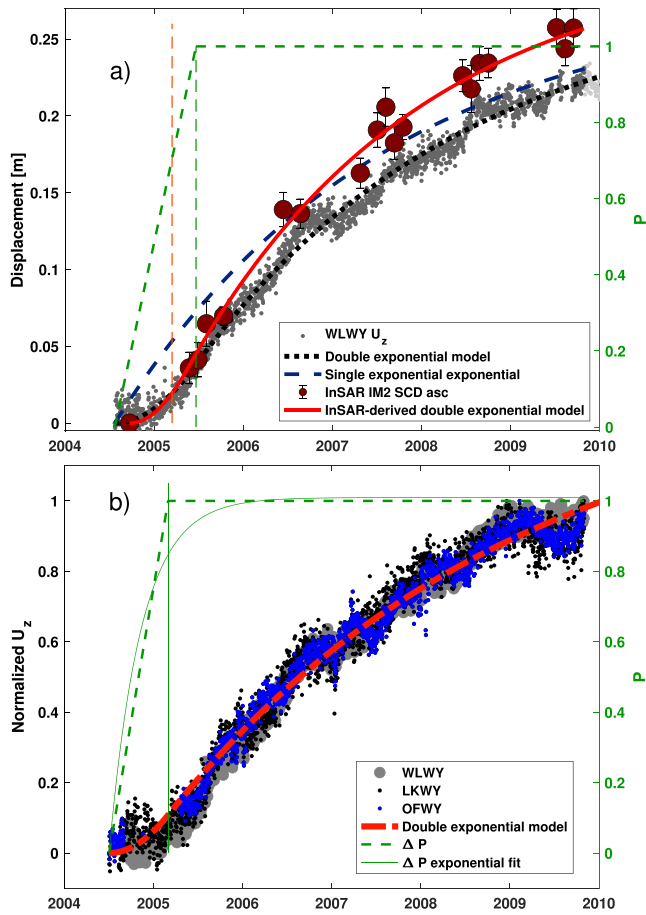 0.25
0.2
0.15
0.1
0.05
0
Displacement [m]
a)
1
0.8
0.6
0.4
0.2
0
P
WLWY Uz
Double exponential model
Single exponential exponential
InSAR IM2 SCD asc
InSAR-derived double exponential model
2004 2005 2006 2007 2008 2009 2010
b)
1
0.8
0.6
0.4
0.2
0
Normalized Uz
1
0.8
0.6
0.4
0.2
0
P
WLWY
LKWY
OFWY
Double exponential model
Δ P
Δ P exponential fit
2004 2005 2006 2007 2008 2009 2010